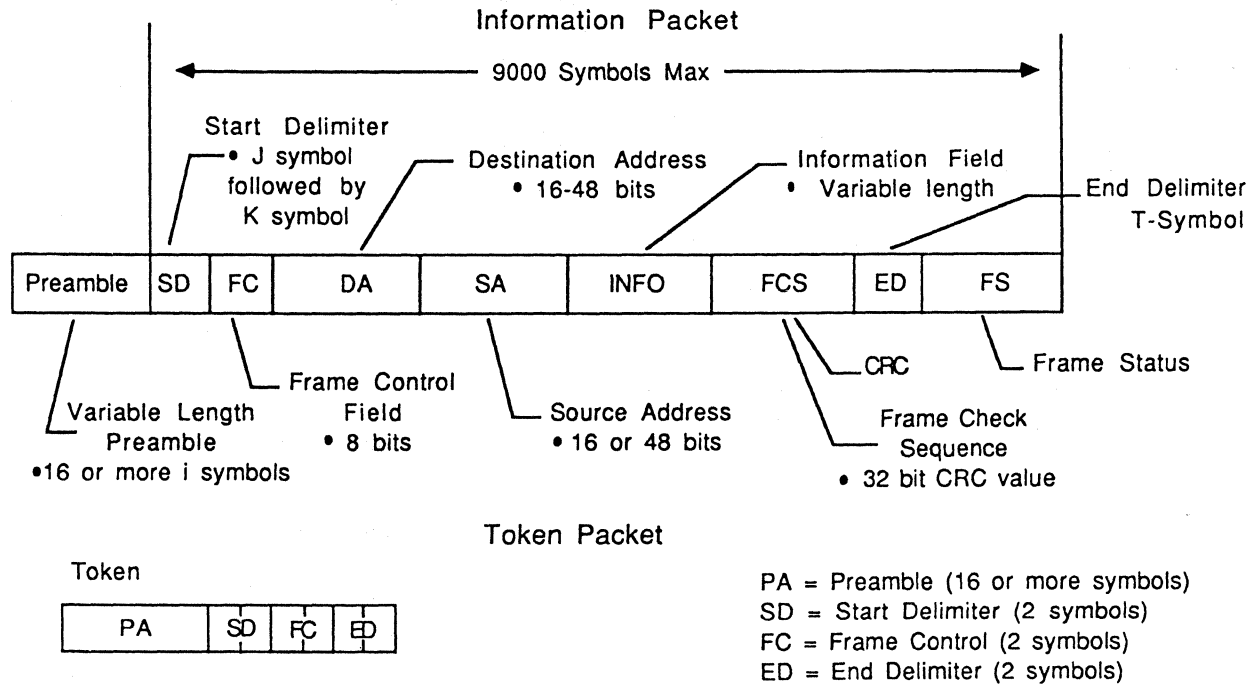 Information Packet
9000 Symbols Max
Start Delimiter
• J symbol
followed by
K symbol
Destination Address
• 16-48 bits
Information Field
• Variable length
End Delimiter
T-Symbol
Preamble SD FC DA SA INFO FCS ED FS
Variable Length
Preamble
•16 or more i symbols
Frame Control
Field
• 8 bits
Source Address
• 16 or 48 bits
CRC
Frame Check
Sequence
• 32 bit CRC value
Frame Status
Token Packet
Token
PA SD FC ED
PA = Preamble (16 or more symbols)
SD = Start Delimiter (2 symbols)
FC = Frame Control (2 symbols)
ED = End Delimiter (2 symbols)